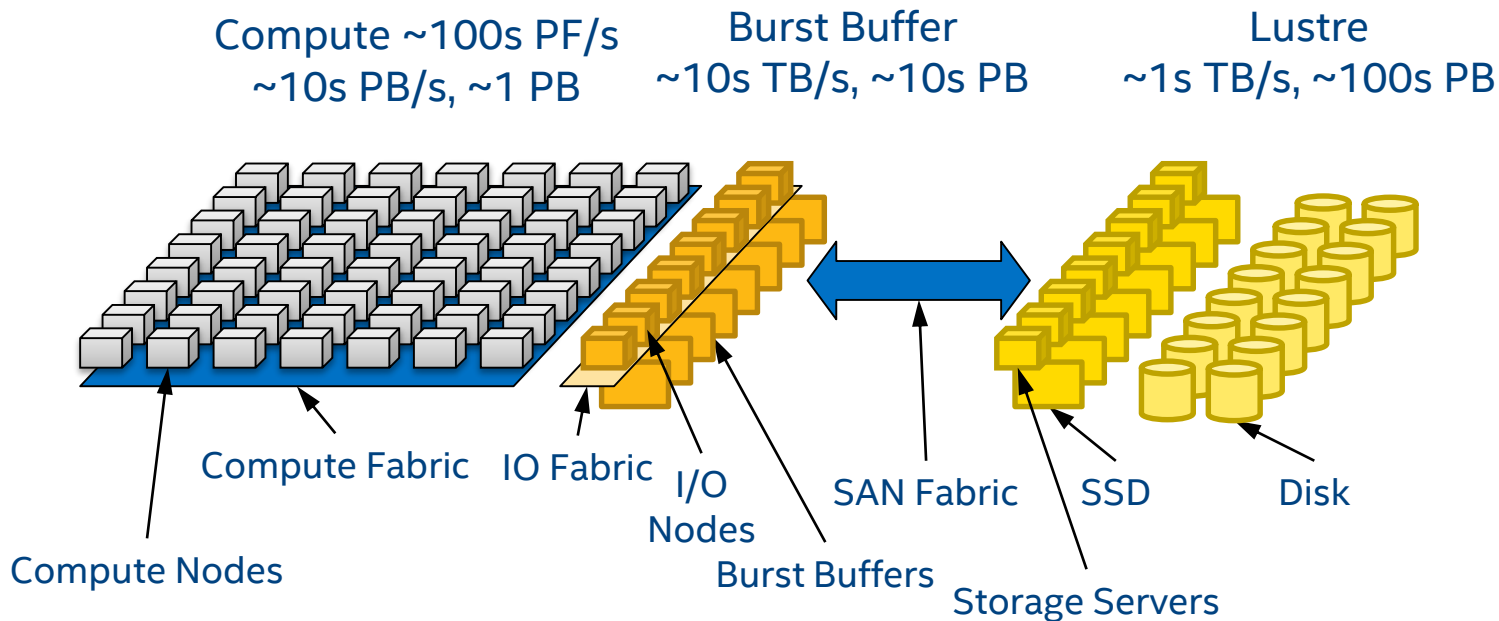 Compute ~100s PF/s
~10s PB/s, ~1 PB
Burst Buffer
~10s TB/s, ~10s PB
Lustre
~1s TB/s, ~100s PB
Compute Fabric
IO Fabric
I/O
Nodes
SAN Fabric
SSD
Disk
Compute Nodes
Burst Buffers
Storage Servers